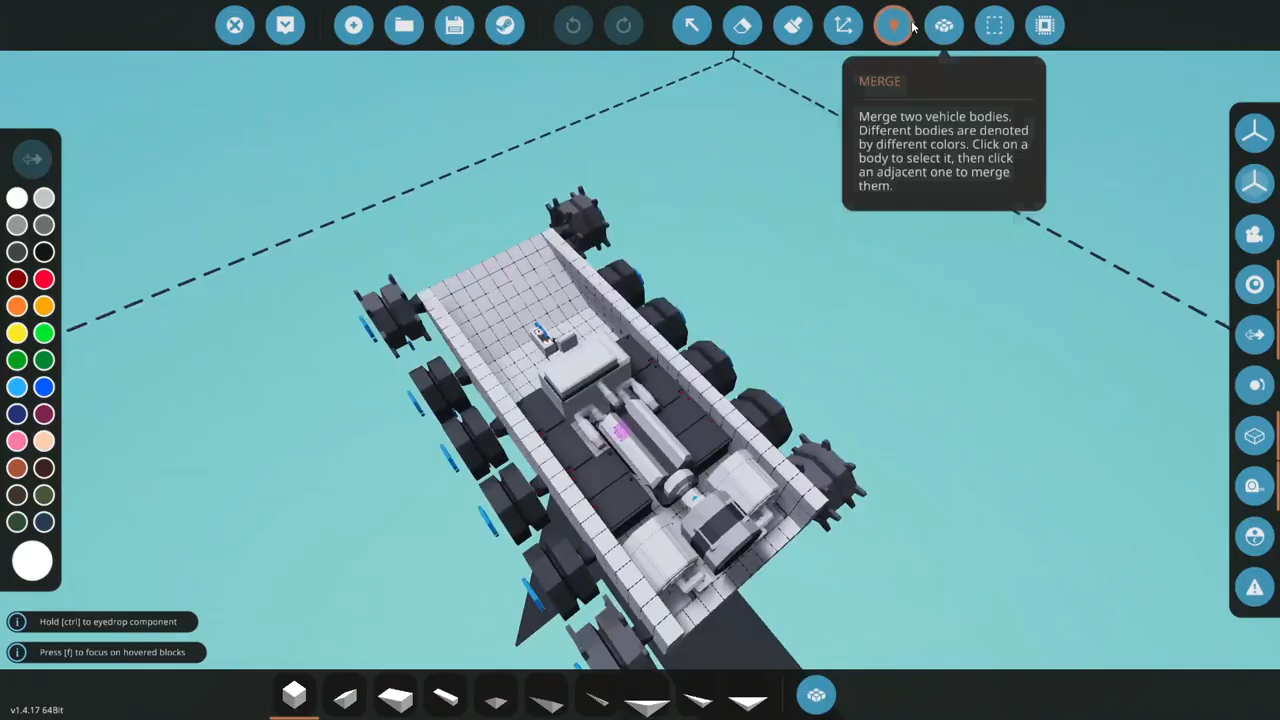 MERGE
Merge two vehicle bodies.
Different bodies are denoted
by different colors. Click on a
body to select it, then click
an adjacent one to merge
them.
Hold [ctrl] to eyedrop component
Press [f] to focus on hovered blocks
v1.4.17 64Bit